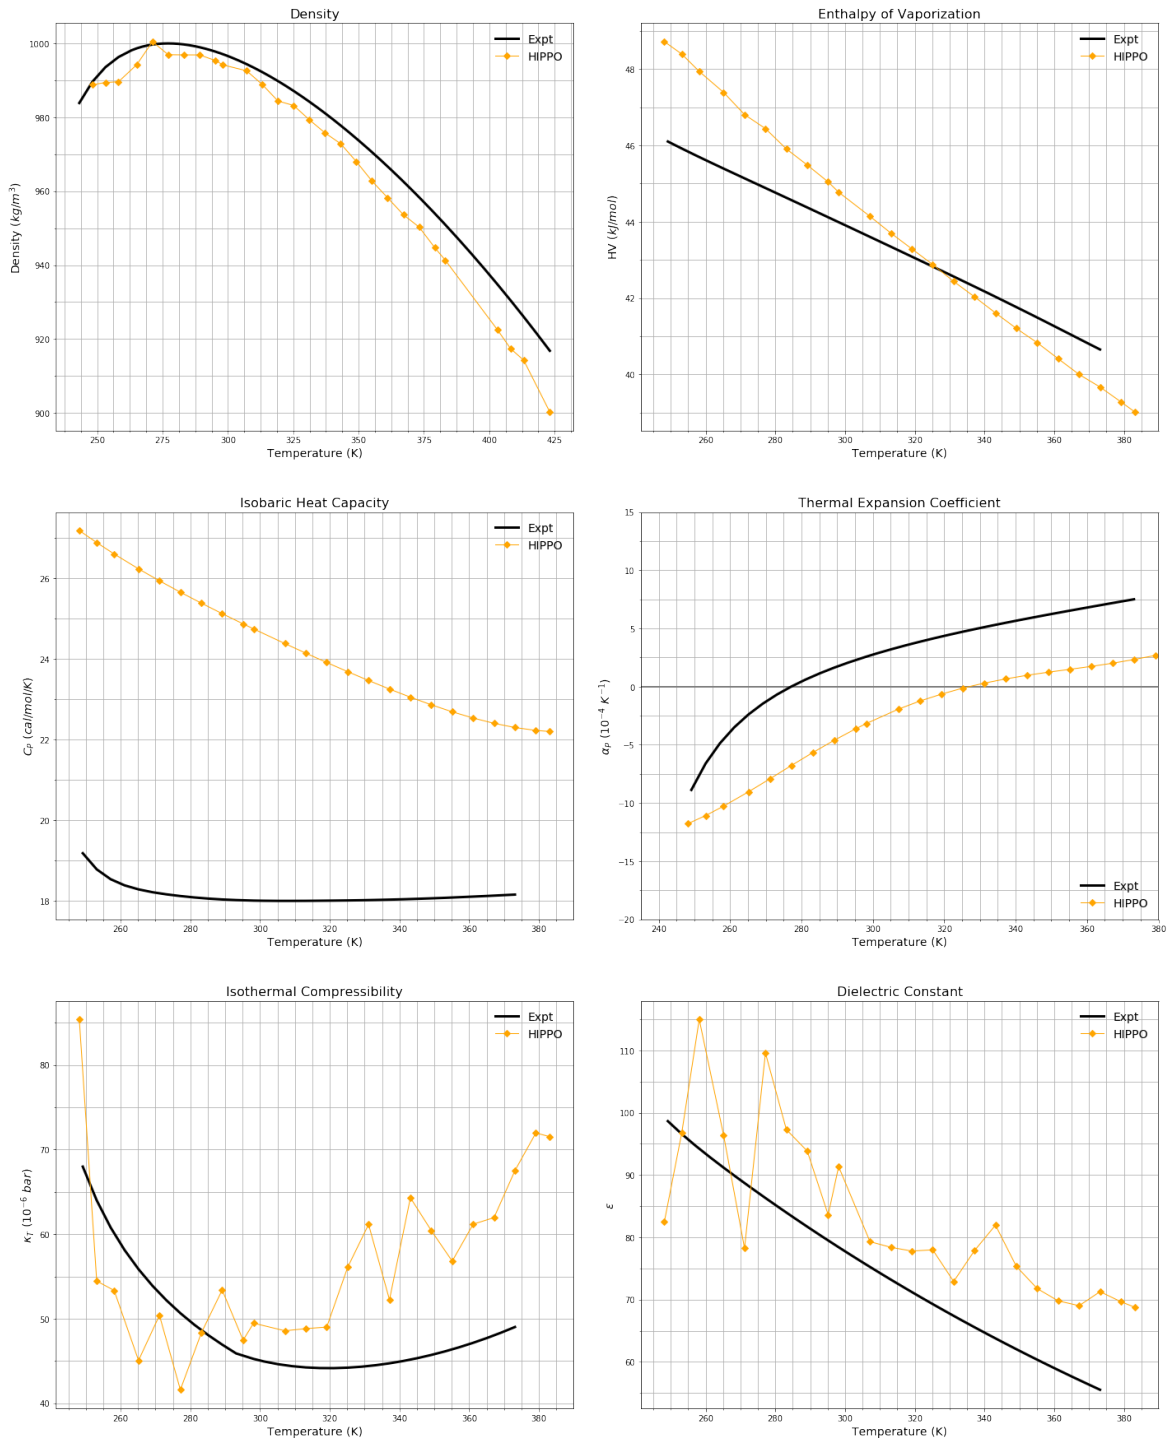 Density
Expt
HIPPO
1000
980
960
940
920
900
Density (kg/m³)
250 275 300 325 350 375 400 425
Temperature (K)
Enthalpy of Vaporization
Expt
HIPPO
48
46
44
42
40
HV (kJ/mol)
260 280 300 320 340 360 380
Temperature (K)
Isobaric Heat Capacity
Expt
HIPPO
26
24
22
20
18
C_P (cal/mol/K)
260 280 300 320 340 360 380
Temperature (K)
Thermal Expansion Coefficient
15
10
5
0
−5
−10
−15
−20
α_P (10⁻⁴ K⁻¹)
Expt
HIPPO
240 260 280 300 320 340 360 380
Temperature (K)
Isothermal Compressibility
Expt
HIPPO
80
70
60
50
40
κ_T (10⁻⁶ bar)
260 280 300 320 340 360 380
Temperature (K)
Dielectric Constant
Expt
HIPPO
110
100
90
80
70
60
ε
260 280 300 320 340 360 380
Temperature (K)